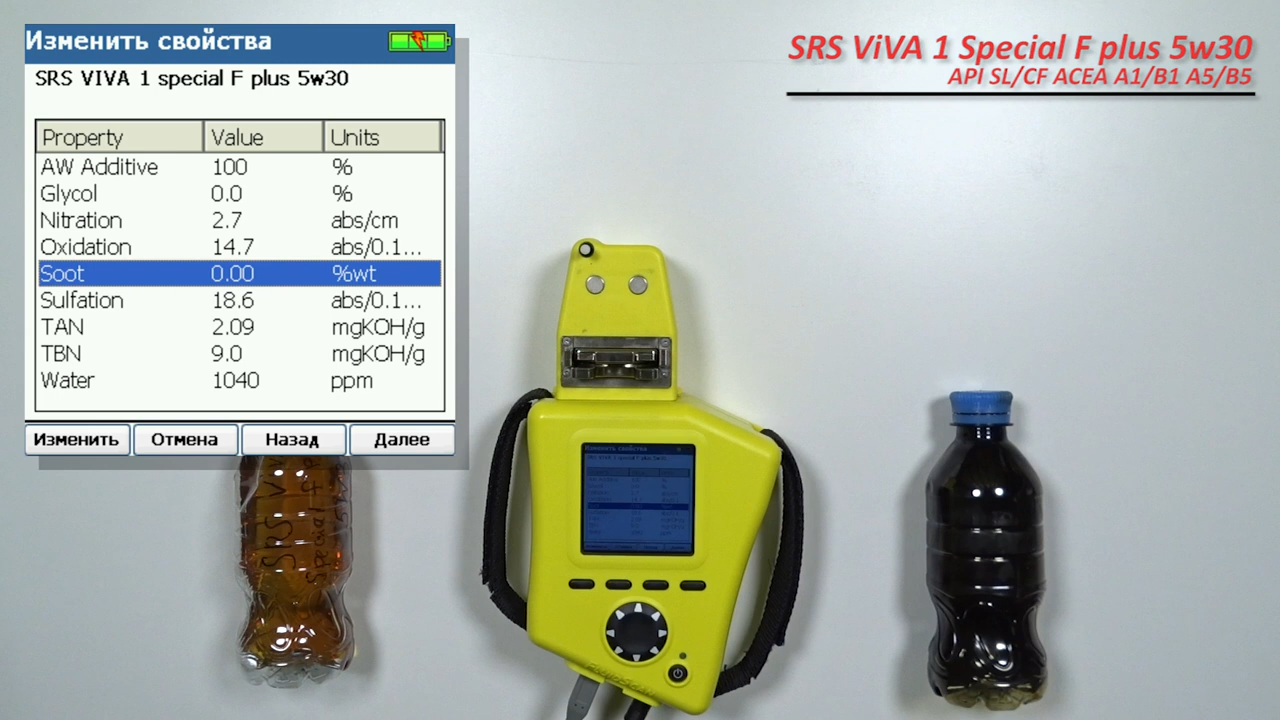 Изменить свойства
SRS VIVA 1 special F plus 5w30
Property Value Units
AW Additive 100 %
Glycol 0.0 %
Nitration 2.7 abs/cm
Oxidation 14.7 abs/0.1...
Soot 0.00 %wt
Sulfation 18.6 abs/0.1...
TAN 2.09 mgKOH/g
TBN 9.0 mgKOH/g
Water 1040 ppm
Изменить Отмена Назад Далее
SRS ViVA 1 Special F plus 5w30
API SL/CF ACEA A1/B1 A5/B5
SRS V
Special f